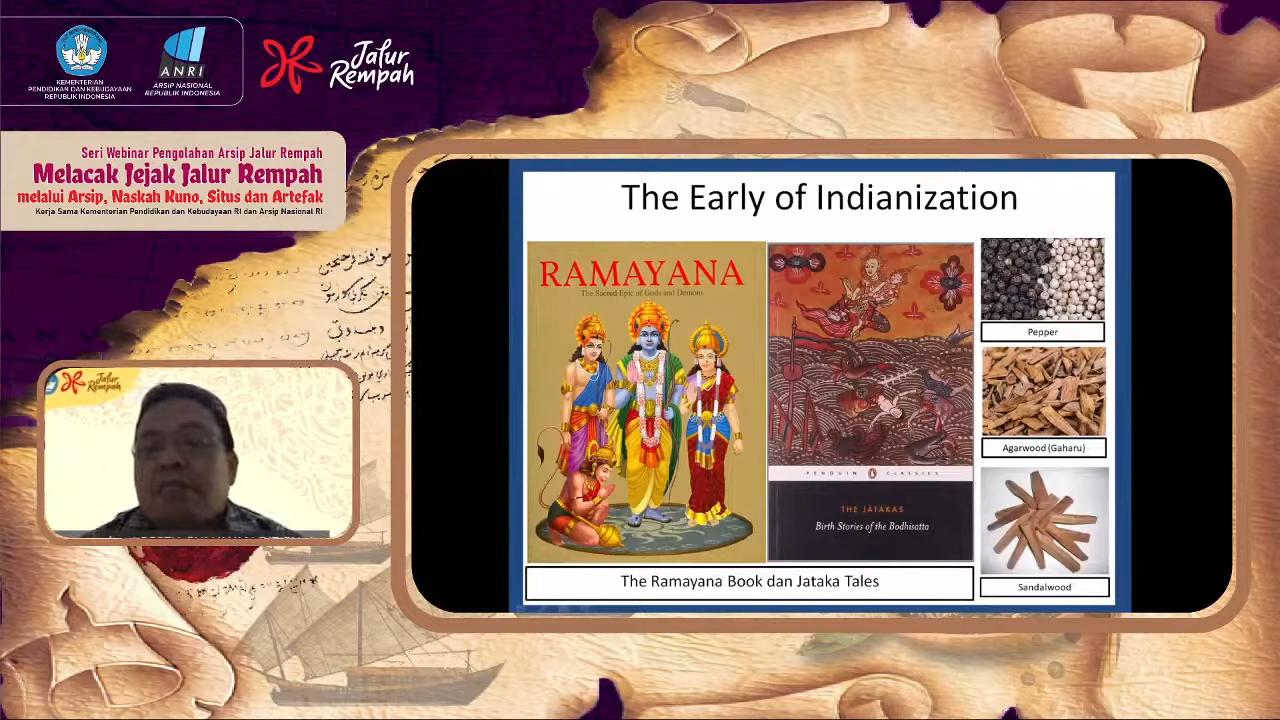 KEMENTERIAN
PENDIDIKAN DAN KEBUDAYAAN
REPUBLIK INDONESIA
ANRI
ARSIP NASIONAL
REPUBLIK INDONESIA
Jalur
Rempah
Seri Webinar Pengolahan Arsip Jalur Rempah
Melacak Jejak Jalur Rempah
melalui Arsip, Naskah Kuno, Situs dan Artefak
Kerja Sama Kementerian Pendidikan dan Kebudayaan RI dan Arsip Nasional RI
Jalur
Rempah
The Early of Indianization
RAMAYANA
The Sacred Epic of Gods and Demons
PENGUIN CLASSICS
THE JĀTAKAS
Birth Stories of the Bodhisatta
The Ramayana Book dan Jataka Tales
Pepper
Agarwood (Gaharu)
Sandalwood